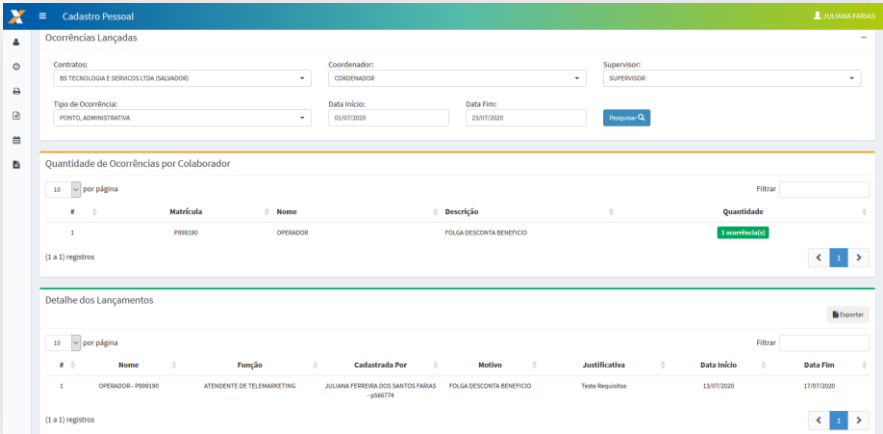 Cadastro Pessoal JULIANA FARIAS
Ocorrências Lançadas
Contratos: Coordenador: Supervisor:
BS TECNOLOGIA E SERVICOS LTDA (SALVADOR) CORDENADOR SUPERVISOR
Tipo de Ocorrência: Data Início: Data Fim:
PONTO, ADMINISTRATIVA 01/07/2020 23/07/2020 Pesquisar
Quantidade de Ocorrências por Colaborador
10 por página Filtrar
# Matrícula Nome Descrição Quantidade
1 P999190 OPERADOR FOLGA DESCONTA BENEFICIO 1 ocorrência(s)
(1 a 1) registros 1
Detalhe dos Lançamentos
Exportar
10 por página Filtrar
# Nome Função Cadastrada Por Motivo Justificativa Data Início Data Fim
1 OPERADOR - P999190 ATENDENTE DE TELEMARKETING JULIANA FERREIRA DOS SANTOS FARIAS FOLGA DESCONTA BENEFICIO Teste Requisitos 13/07/2020 17/07/2020
- p566774
(1 a 1) registros 1